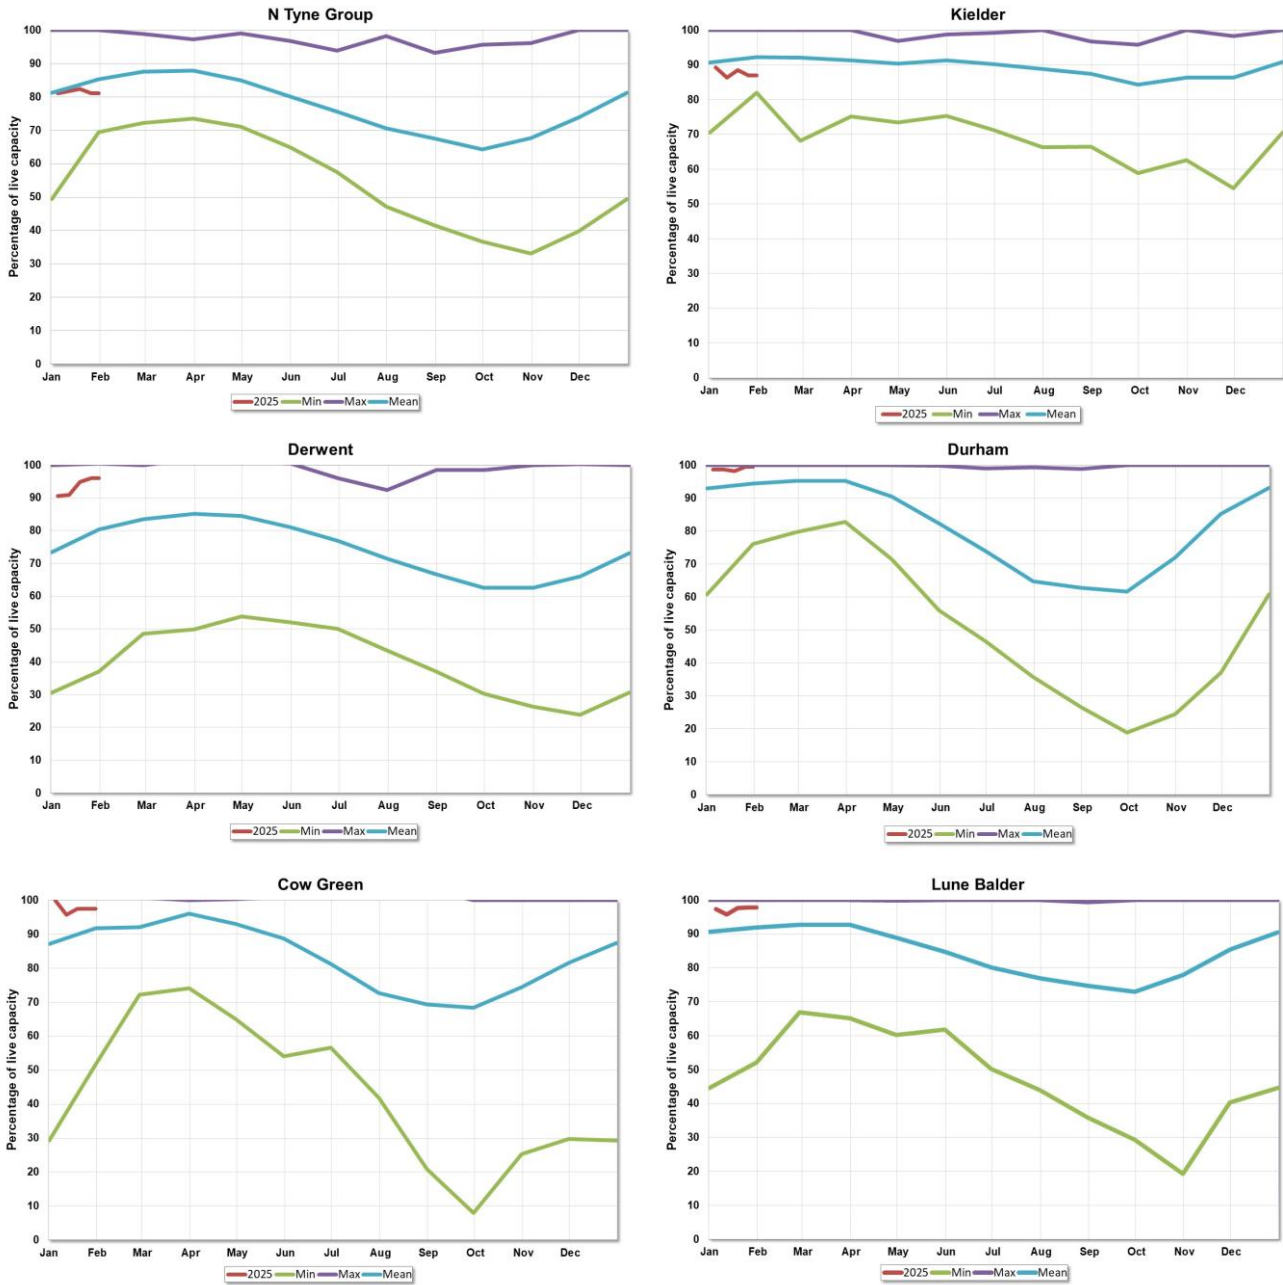 N Tyne Group
Percentage of live capacity
100
90
80
70
60
50
40
30
20
10
0
Jan Feb Mar Apr May Jun Jul Aug Sep Oct Nov Dec
2025 Min Max Mean
Kielder
Percentage of live capacity
100
90
80
70
60
50
40
30
20
10
0
Jan Feb Mar Apr May Jun Jul Aug Sep Oct Nov Dec
2025 Min Max Mean
Derwent
Percentage of live capacity
100
90
80
70
60
50
40
30
20
10
0
Jan Feb Mar Apr May Jun Jul Aug Sep Oct Nov Dec
2025 Min Max Mean
Durham
Percentage of live capacity
100
90
80
70
60
50
40
30
20
10
0
Jan Feb Mar Apr May Jun Jul Aug Sep Oct Nov Dec
2025 Min Max Mean
Cow Green
Percentage of live capacity
100
90
80
70
60
50
40
30
20
10
0
Jan Feb Mar Apr May Jun Jul Aug Sep Oct Nov Dec
2025 Min Max Mean
Lune Balder
Percentage of live capacity
100
90
80
70
60
50
40
30
20
10
0
Jan Feb Mar Apr May Jun Jul Aug Sep Oct Nov Dec
2025 Min Max Mean